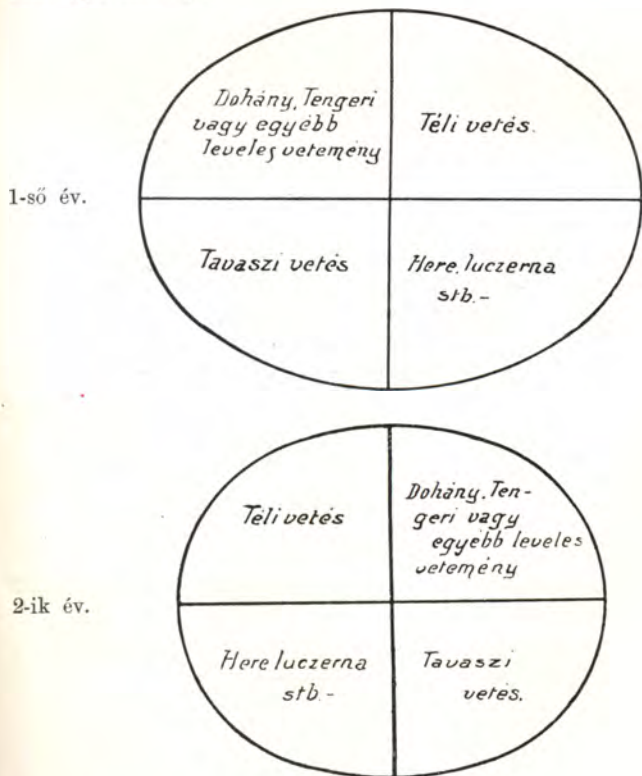 Dohány, Tengeri
vagy egyébb
leveles vetemény
Téli vetés.
1-ső év.
Tavaszi vetés
Here, luczerna
stb.-
Téli vetés
Dohány, Ten-
geri vagy
egyébb leveles
vetemény
2-ik év.
Here luczerna
stb.-
Tavaszi
vetés.